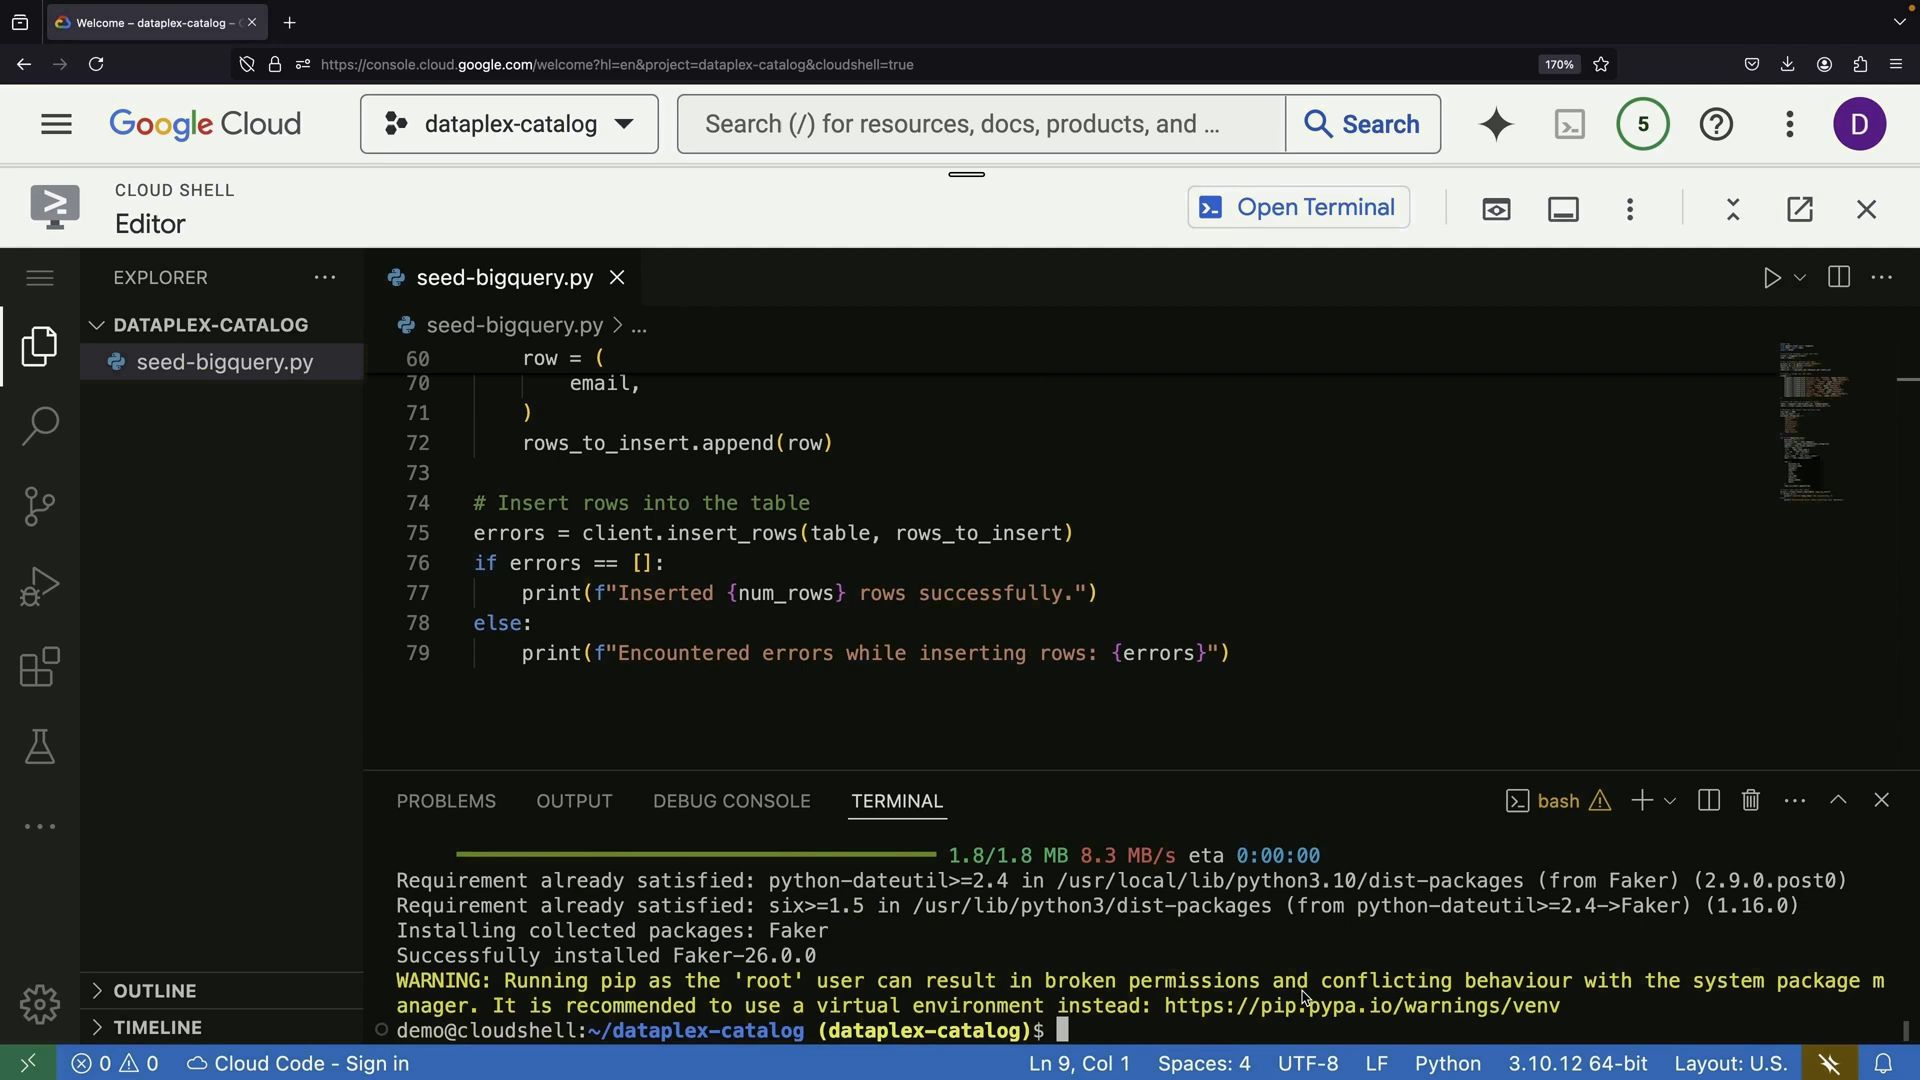 Welcome – dataplex-catalog –
https://console.cloud.google.com/welcome?hl=en&project=dataplex-catalog&cloudshell=true
170%
Google Cloud
dataplex-catalog
Search (/) for resources, docs, products, and ...
Search
5
D
CLOUD SHELL
Editor
Open Terminal
EXPLORER
DATAPLEX-CATALOG
seed-bigquery.py
OUTLINE
TIMELINE
seed-bigquery.py
seed-bigquery.py > ...
60 row = (
70 email,
71 )
72 rows_to_insert.append(row)
73
74 # Insert rows into the table
75 errors = client.insert_rows(table, rows_to_insert)
76 if errors == []:
77 print(f"Inserted {num_rows} rows successfully.")
78 else:
79 print(f"Encountered errors while inserting rows: {errors}")
PROBLEMS OUTPUT DEBUG CONSOLE TERMINAL
bash
1.8/1.8 MB 8.3 MB/s eta 0:00:00
Requirement already satisfied: python-dateutil>=2.4 in /usr/local/lib/python3.10/dist-packages (from Faker) (2.9.0.post0)
Requirement already satisfied: six>=1.5 in /usr/lib/python3/dist-packages (from python-dateutil>=2.4->Faker) (1.16.0)
Installing collected packages: Faker
Successfully installed Faker-26.0.0
WARNING: Running pip as the 'root' user can result in broken permissions and conflicting behaviour with the system package m
anager. It is recommended to use a virtual environment instead: https://pip.pypa.io/warnings/venv
demo@cloudshell:~/dataplex-catalog (dataplex-catalog)$
0 0 Cloud Code - Sign in Ln 9, Col 1 Spaces: 4 UTF-8 LF Python 3.10.12 64-bit Layout: U.S.